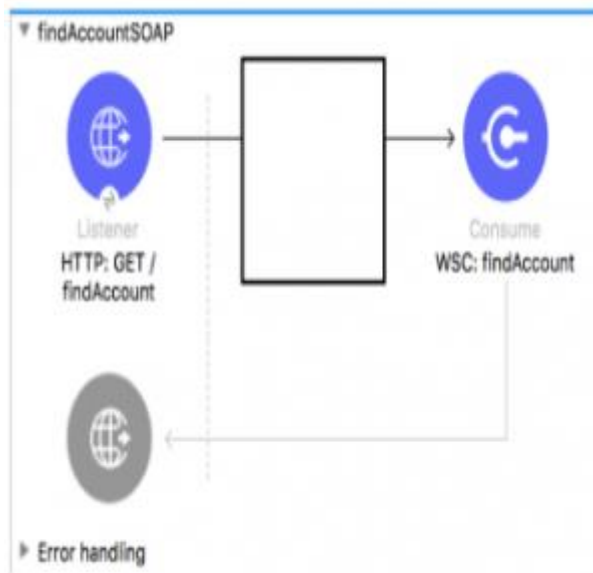 findAccountSOAP
Listener
HTTP: GET /
findAccount
Consume
WSC: findAccount
Error handling